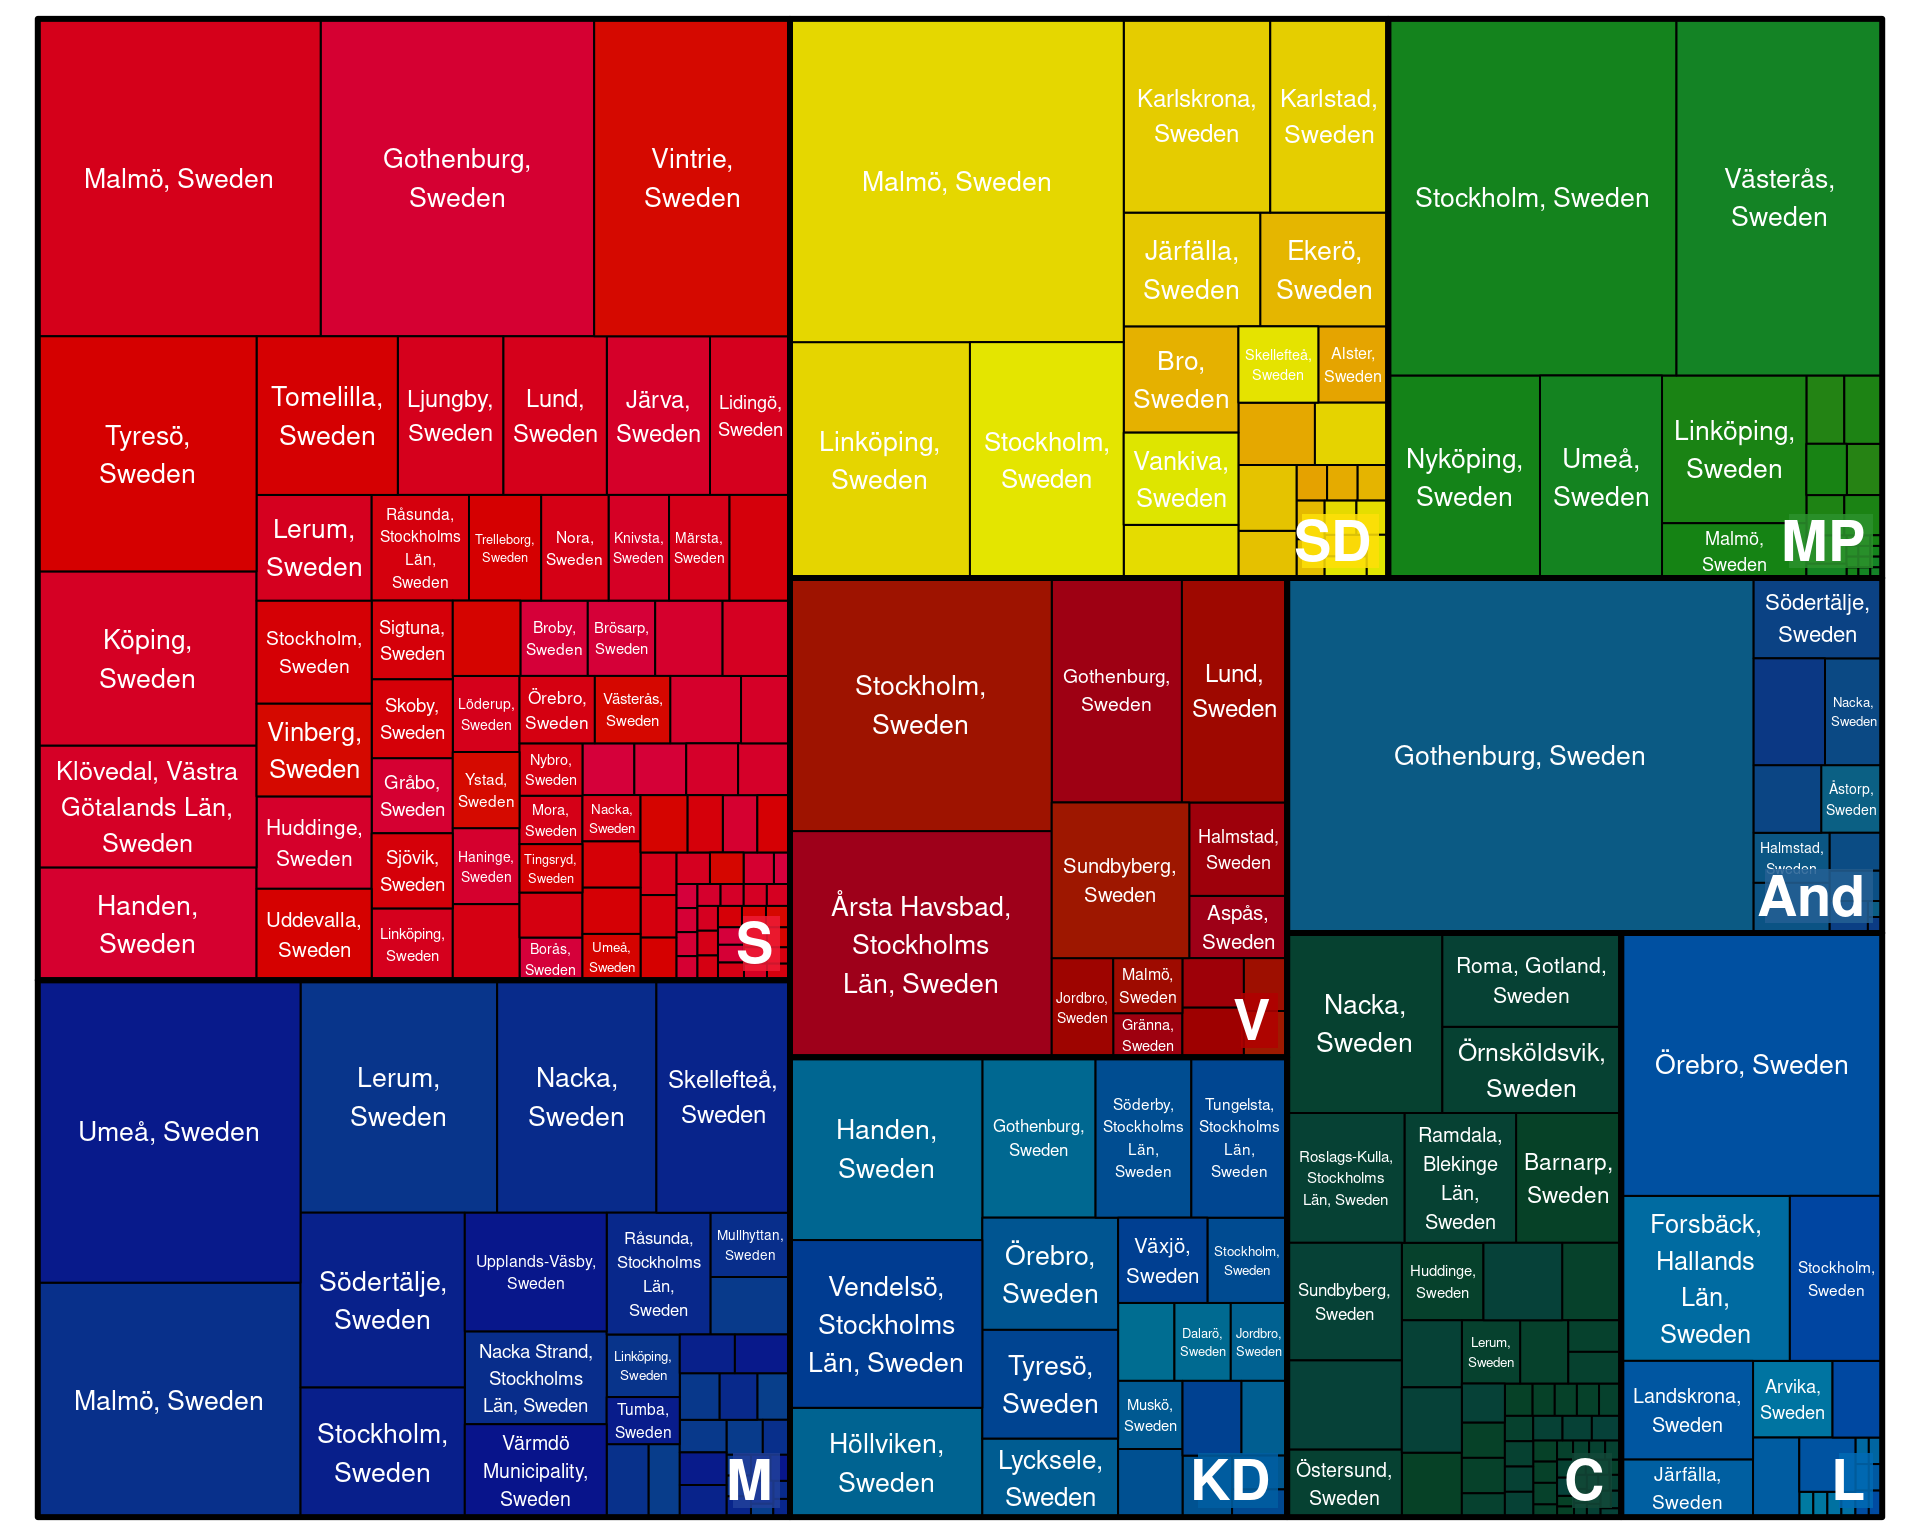 Malmö, Sweden
Gothenburg,
Sweden
Vintrie,
Sweden
Tyresö,
Sweden
Tomelilla,
Sweden
Ljungby,
Sweden
Lund,
Sweden
Järva,
Sweden
Lidingö,
Sweden
Lerum,
Sweden
Råsunda,
Stockholms
Län,
Sweden
Trelleborg,
Sweden
Nora,
Sweden
Knivsta,
Sweden
Märsta,
Sweden
Köping,
Sweden
Stockholm,
Sweden
Sigtuna,
Sweden
Broby,
Sweden
Brösarp,
Sweden
Vinberg,
Sweden
Skoby,
Sweden
Löderup,
Sweden
Örebro,
Sweden
Västerås,
Sweden
Klövedal, Västra
Götalands Län,
Sweden
Gråbo,
Sweden
Ystad,
Sweden
Nybro,
Sweden
Huddinge,
Sweden
Mora,
Sweden
Nacka,
Sweden
Sjövik,
Sweden
Haninge,
Sweden
Tingsryd,
Sweden
Handen,
Sweden
Uddevalla,
Sweden
Linköping,
Sweden
Borås,
Sweden
Umeå,
Sweden
S
Umeå, Sweden
Lerum,
Sweden
Nacka,
Sweden
Skellefteå,
Sweden
Malmö, Sweden
Södertälje,
Sweden
Upplands-Väsby,
Sweden
Råsunda,
Stockholms
Län,
Sweden
Mullhyttan,
Sweden
Stockholm,
Sweden
Nacka Strand,
Stockholms
Län, Sweden
Linköping,
Sweden
Tumba,
Sweden
Värmdö
Municipality,
Sweden
M
Malmö, Sweden
Karlskrona,
Sweden
Karlstad,
Sweden
Järfälla,
Sweden
Ekerö,
Sweden
Linköping,
Sweden
Stockholm,
Sweden
Bro,
Sweden
Skellefteå,
Sweden
Alster,
Sweden
Vankiva,
Sweden
SD
Stockholm, Sweden
Västerås,
Sweden
Nyköping,
Sweden
Umeå,
Sweden
Linköping,
Sweden
Malmö,
Sweden
MP
Stockholm,
Sweden
Gothenburg,
Sweden
Lund,
Sweden
Årsta Havsbad,
Stockholms
Län, Sweden
Sundbyberg,
Sweden
Halmstad,
Sweden
Aspås,
Sweden
Jordbro,
Sweden
Malmö,
Sweden
Gränna,
Sweden
V
Gothenburg, Sweden
Södertälje,
Sweden
Nacka,
Sweden
Åstorp,
Sweden
Halmstad,
Sweden
And
Handen,
Sweden
Gothenburg,
Sweden
Söderby,
Stockholms
Län,
Sweden
Tungelsta,
Stockholms
Län,
Sweden
Vendelsö,
Stockholms
Län, Sweden
Örebro,
Sweden
Växjö,
Sweden
Stockholm,
Sweden
Tyresö,
Sweden
Dalarö,
Sweden
Jordbro,
Sweden
Muskö,
Sweden
Höllviken,
Sweden
Lycksele,
Sweden
KD
Nacka,
Sweden
Roma, Gotland,
Sweden
Örnsköldsvik,
Sweden
Roslags-Kulla,
Stockholms
Län, Sweden
Ramdala,
Blekinge
Län,
Sweden
Barnarp,
Sweden
Sundbyberg,
Sweden
Huddinge,
Sweden
Lerum,
Sweden
Östersund,
Sweden
C
Örebro, Sweden
Forsbäck,
Hallands
Län,
Sweden
Stockholm,
Sweden
Landskrona,
Sweden
Arvika,
Sweden
Järfälla,
Sweden
L